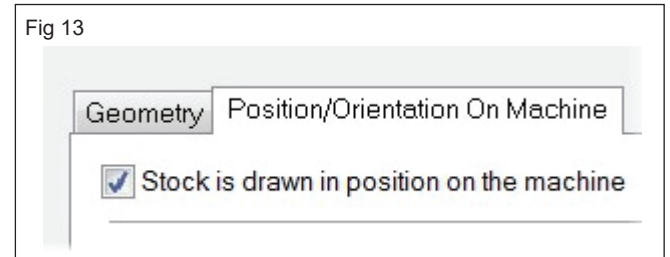 Fig 13
Geometry Position/Orientation On Machine
Stock is drawn in position on the machine